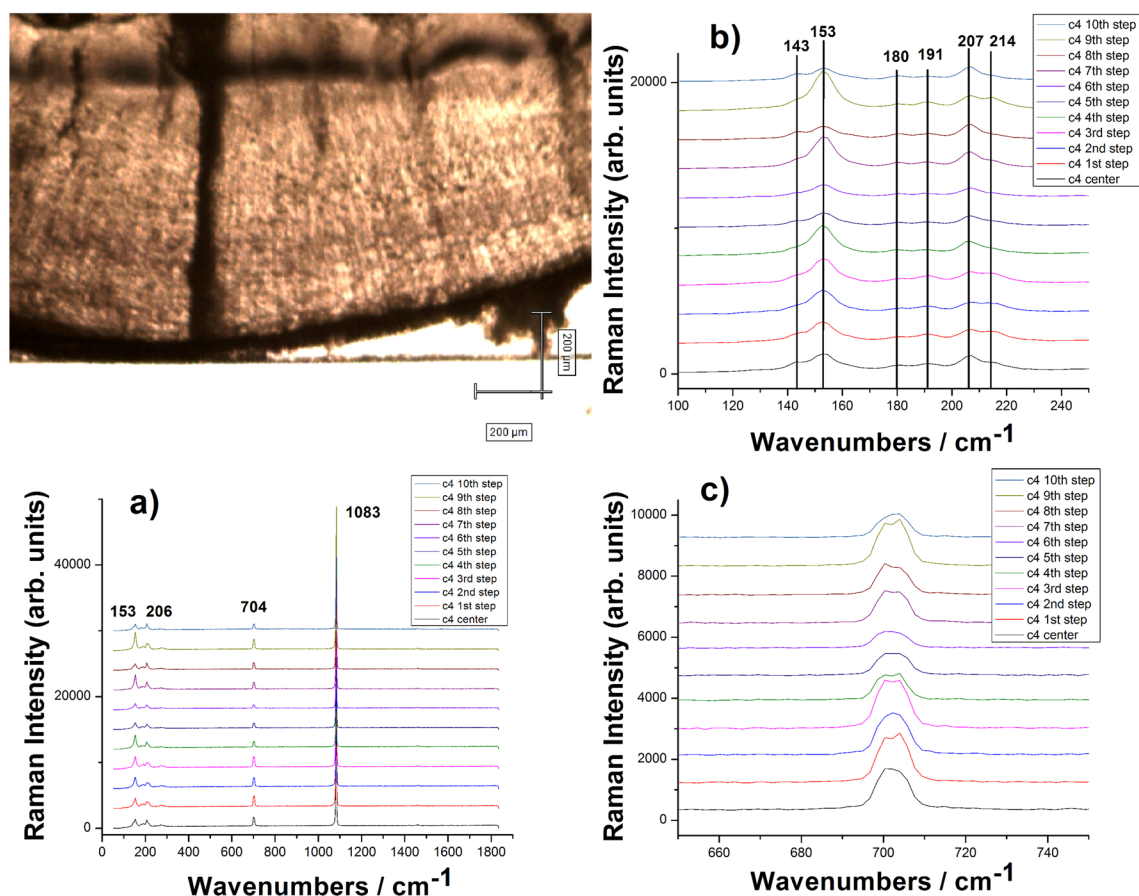 200 µm
200 µm
b)
143
153
180
191
207
214
c4 10th step
c4 9th step
c4 8th step
c4 7th step
c4 6th step
c4 5th step
c4 4th step
c4 3rd step
c4 2nd step
c4 1st step
c4 center
Raman Intensity (arb. units)
20000
10000
0
100
120
140
160
180
200
220
240
Wavenumbers / cm-1
a)
1083
153
206
704
c4 10th step
c4 9th step
c4 8th step
c4 7th step
c4 6th step
c4 5th step
c4 4th step
c4 3rd step
c4 2nd step
c4 1st step
c4 center
Raman Intensity (arb. units)
40000
20000
0
0
200
400
600
800
1000
1200
1400
1600
1800
Wavenumbers / cm-1
c)
c4 10th step
c4 9th step
c4 8th step
c4 7th step
c4 6th step
c4 5th step
c4 4th step
c4 3rd step
c4 2nd step
c4 1st step
c4 center
Raman Intensity (arb. units)
10000
8000
6000
4000
2000
0
660
680
700
720
740
Wavenumbers / cm-1